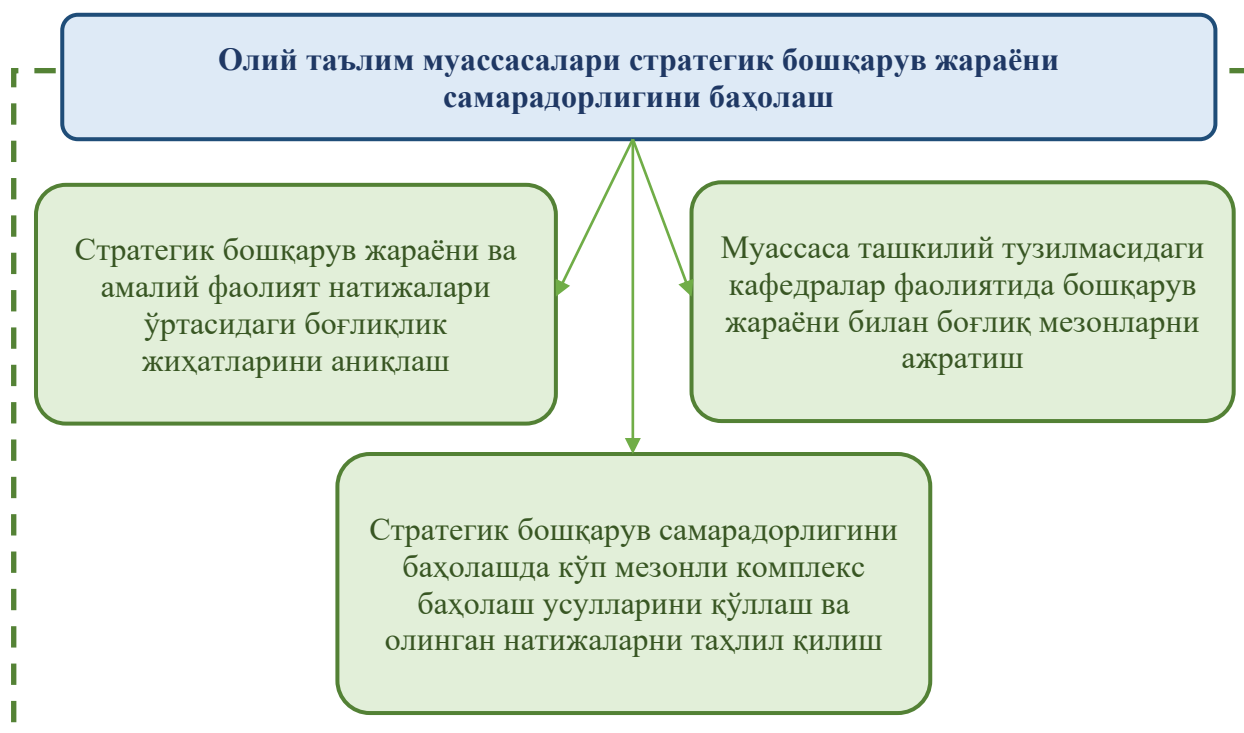 Олий таълим муассасалари стратегик бошқарув жараёни
самарадорлигини баҳолаш
Стратегик бошқарув жараёни ва
амалий фаолият натижалари
ўртасидаги боғлиқлик
жиҳатларини аниқлаш
Муассаса ташкилий тузилмасидаги
кафедралар фаолиятида бошқарув
жараёни билан боғлиқ мезонларни
ажратиш
Стратегик бошқарув самарадорлигини
баҳолашда кўп мезонли комплекс
баҳолаш усулларини қўллаш ва
олинган натижаларни таҳлил қилиш